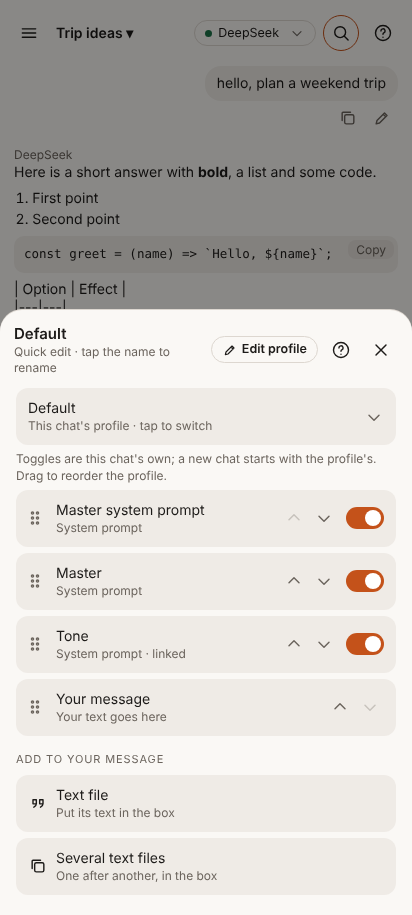 Trip ideas ▾
DeepSeek
hello, plan a weekend trip
DeepSeek
Here is a short answer with bold, a list and some code.
1. First point
2. Second point
const greet = (name) => `Hello, ${name}`;
Copy
| Option | Effect |
|---|---|
Default
Quick edit · tap the name to
rename
Edit profile
Default
This chat's profile · tap to switch
Toggles are this chat's own; a new chat starts with the profile's.
Drag to reorder the profile.
Master system prompt
System prompt
Master
System prompt
Tone
System prompt · linked
Your message
Your text goes here
ADD TO YOUR MESSAGE
Text file
Put its text in the box
Several text files
One after another, in the box